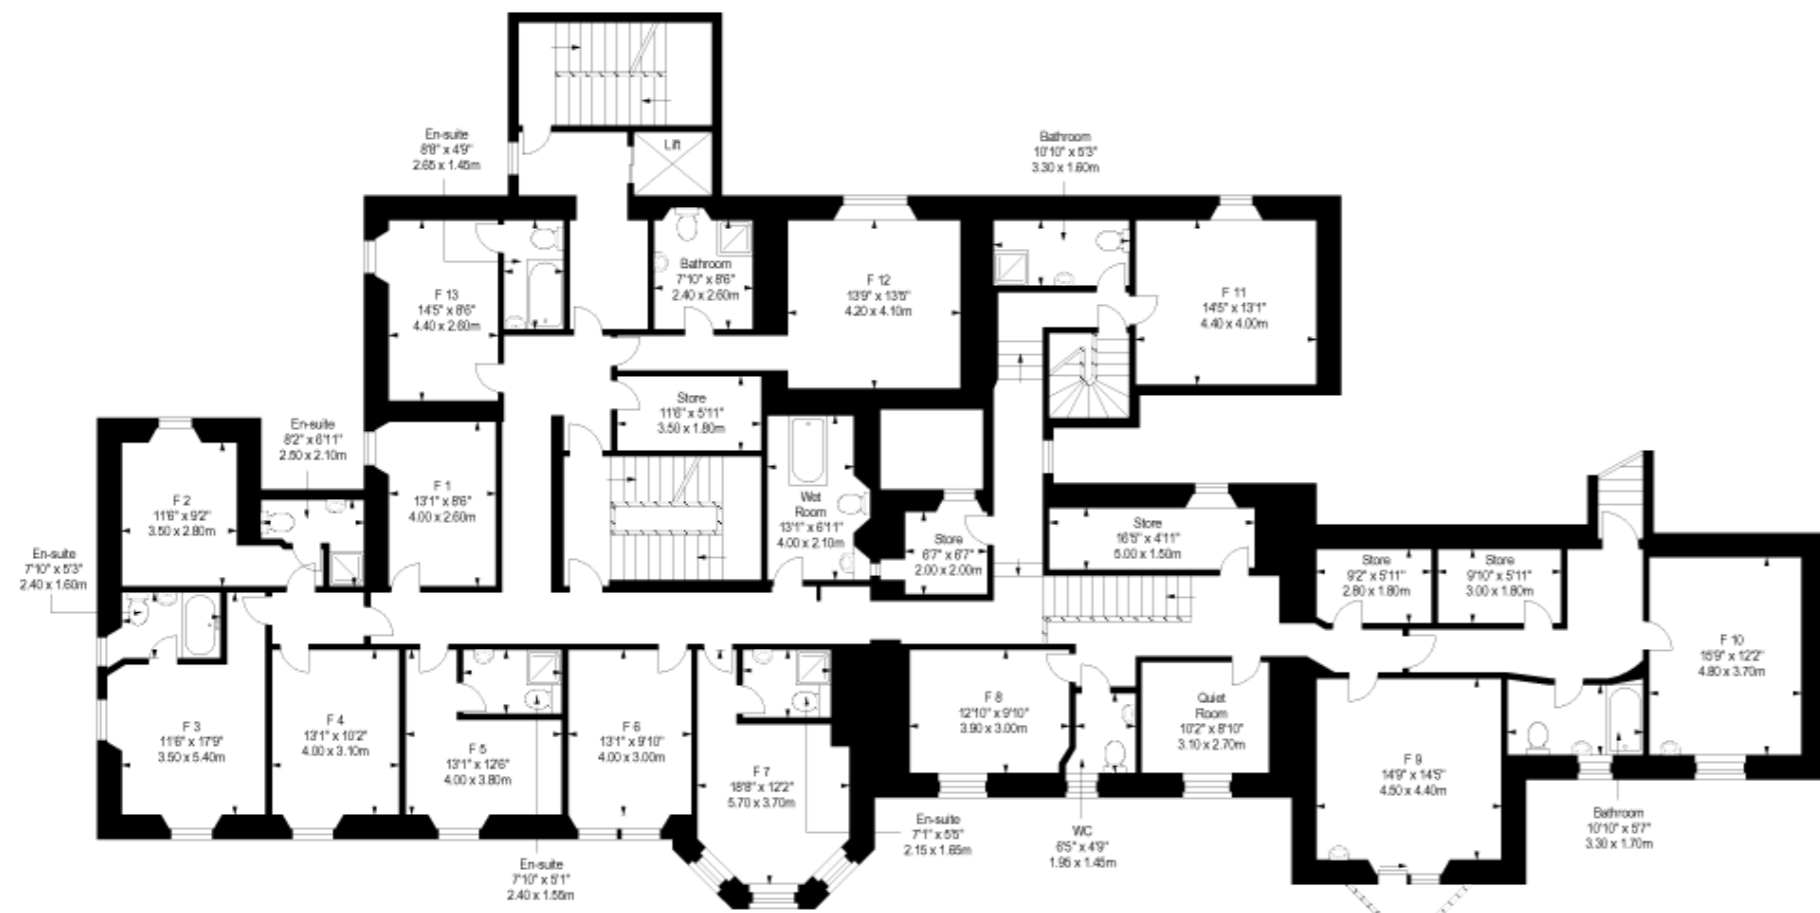 Lift
En-suite
8'8" x 4'9"
2.65 x 1.45m
Bathroom
10'10" x 5'3"
3.30 x 1.60m
F 13
14'5" x 8'6"
4.40 x 2.60m
Bathroom
7'10" x 8'6"
2.40 x 2.60m
F 12
13'9" x 13'5"
4.20 x 4.10m
F 11
14'5" x 13'1"
4.40 x 4.00m
Store
11'6" x 5'11"
3.50 x 1.80m
En-suite
8'2" x 6'11"
2.50 x 2.10m
F 2
11'6" x 9'2"
3.50 x 2.80m
F 1
13'1" x 8'6"
4.00 x 2.60m
Wet
Room
13'1" x 6'11"
4.00 x 2.10m
Store
6'7" x 6'7"
2.00 x 2.00m
Store
16'5" x 4'11"
5.00 x 1.50m
Store
9'2" x 5'11"
2.80 x 1.80m
Store
9'10" x 5'11"
3.00 x 1.80m
En-suite
7'10" x 5'3"
2.40 x 1.60m
F 10
15'9" x 12'2"
4.80 x 3.70m
F 3
11'6" x 17'9"
3.50 x 5.40m
F 4
13'1" x 10'2"
4.00 x 3.10m
F 5
13'1" x 12'6"
4.00 x 3.80m
F 6
13'1" x 9'10"
4.00 x 3.00m
F 7
18'8" x 12'2"
5.70 x 3.70m
F 8
12'10" x 9'10"
3.90 x 3.00m
Quiet
Room
10'2" x 8'10"
3.10 x 2.70m
F 9
14'9" x 14'5"
4.50 x 4.40m
En-suite
7'10" x 5'1"
2.40 x 1.55m
En-suite
7'1" x 5'5"
2.15 x 1.65m
WC
6'5" x 4'9"
1.95 x 1.45m
Bathroom
10'10" x 5'7"
3.30 x 1.70m